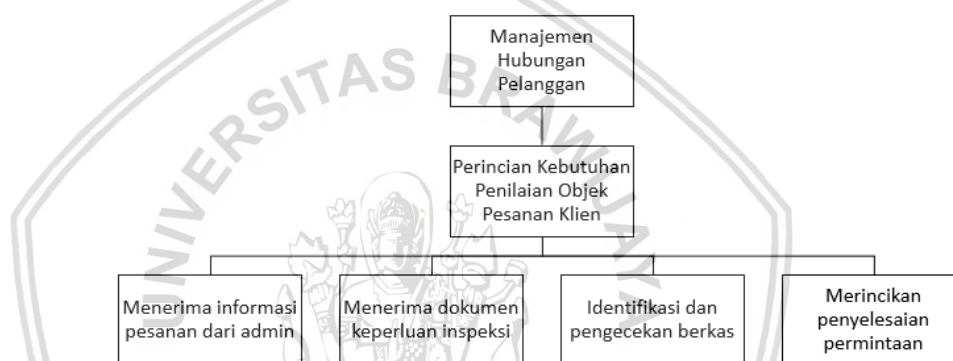 Manajemen
Hubungan
Pelanggan
UNIVERSITAS BRAWIJAYA
Perincian Kebutuhan
Penilaian Objek
Pesanan Klien
Menerima informasi
pesanan dari admin
Menerima dokumen
keperluan inspeksi
Identifikasi dan
pengecekan berkas
Merincikan
penyelesaian
permintaan